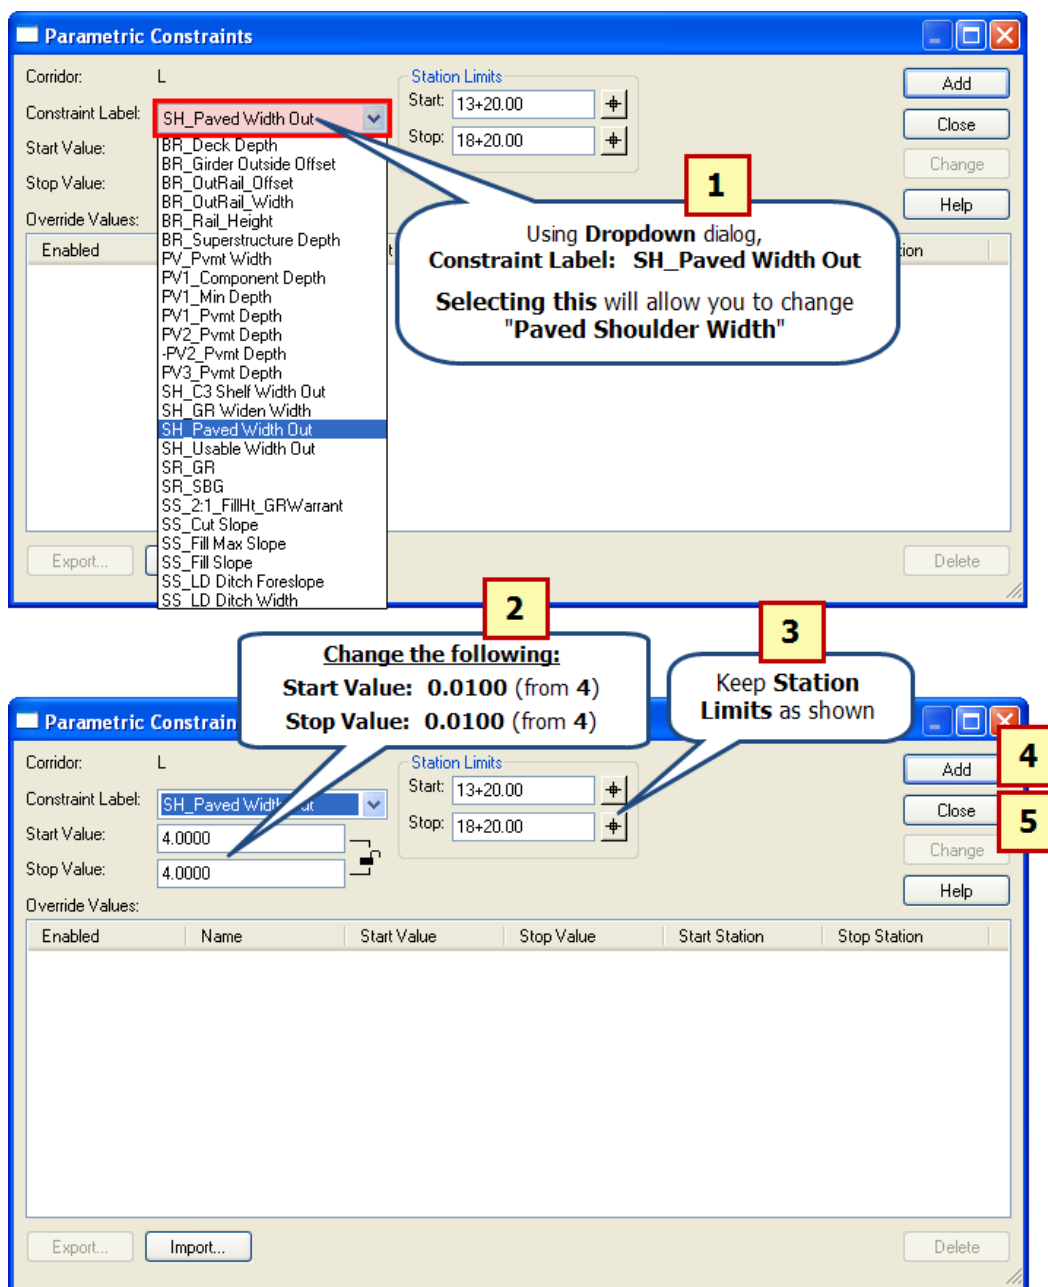 Parametric Constraints
Corridor: L
Constraint Label: SH_Paved Width Out
Start Value:
Stop Value:
Override Values:
Station Limits
Start: 13+20.00
Stop: 18+20.00
Add
Close
Change
Help
Enabled
BR_Deck Depth
BR_Girder Outside Offset
BR_OutRail_Offset
BR_OutRail_Width
BR_Rail_Height
BR_Superstructure Depth
PV_Pvmt Width
PV1_Component Depth
PV1_Min Depth
PV1_Pvmt Depth
PV2_Pvmt Depth
-PV2_Pvmt Depth
PV3_Pvmt Depth
SH_C3 Shelf Width Out
SH_GR Widen Width
SH_Paved Width Out
SH_Usable Width Out
SR_GR
SR_SBG
SS_2:1_FillHt_GRWarrant
SS_Cut Slope
SS_Fill Max Slope
SS_Fill Slope
SS_LD Ditch Foreslope
SS_LD Ditch Width
1
Using Dropdown dialog,
Constraint Label: SH_Paved Width Out
Selecting this will allow you to change
"Paved Shoulder Width"
Export...
Delete
2
Change the following:
Start Value: 0.0100 (from 4)
Stop Value: 0.0100 (from 4)
3
Keep Station
Limits as shown
Parametric Constrain
Corridor: L
Constraint Label: SH_Paved Width Out
Start Value: 4.0000
Stop Value: 4.0000
Override Values:
Station Limits
Start: 13+20.00
Stop: 18+20.00
Add
4
Close
5
Change
Help
Enabled Name Start Value Stop Value Start Station Stop Station
Export... Import... Delete